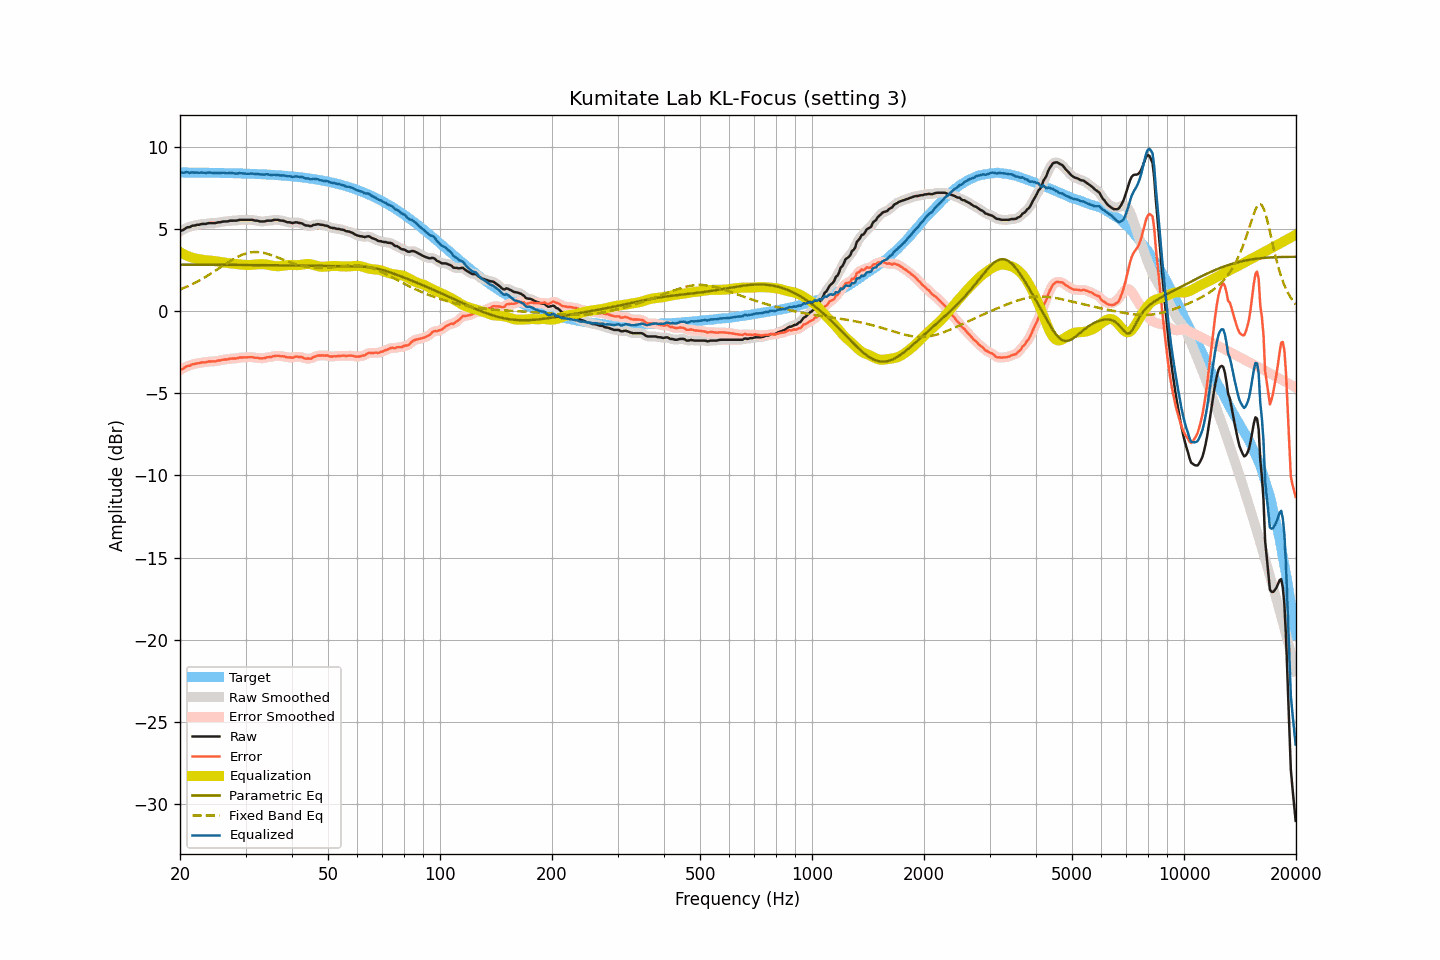 Kumitate Lab KL-Focus (setting 3)
Amplitude (dBr)
10
5
0
−5
−10
−15
−20
−25
−30
Target
Raw Smoothed
Error Smoothed
Raw
Error
Equalization
Parametric Eq
Fixed Band Eq
Equalized
20 50 100 200 500 1000 2000 5000 10000 20000
Frequency (Hz)